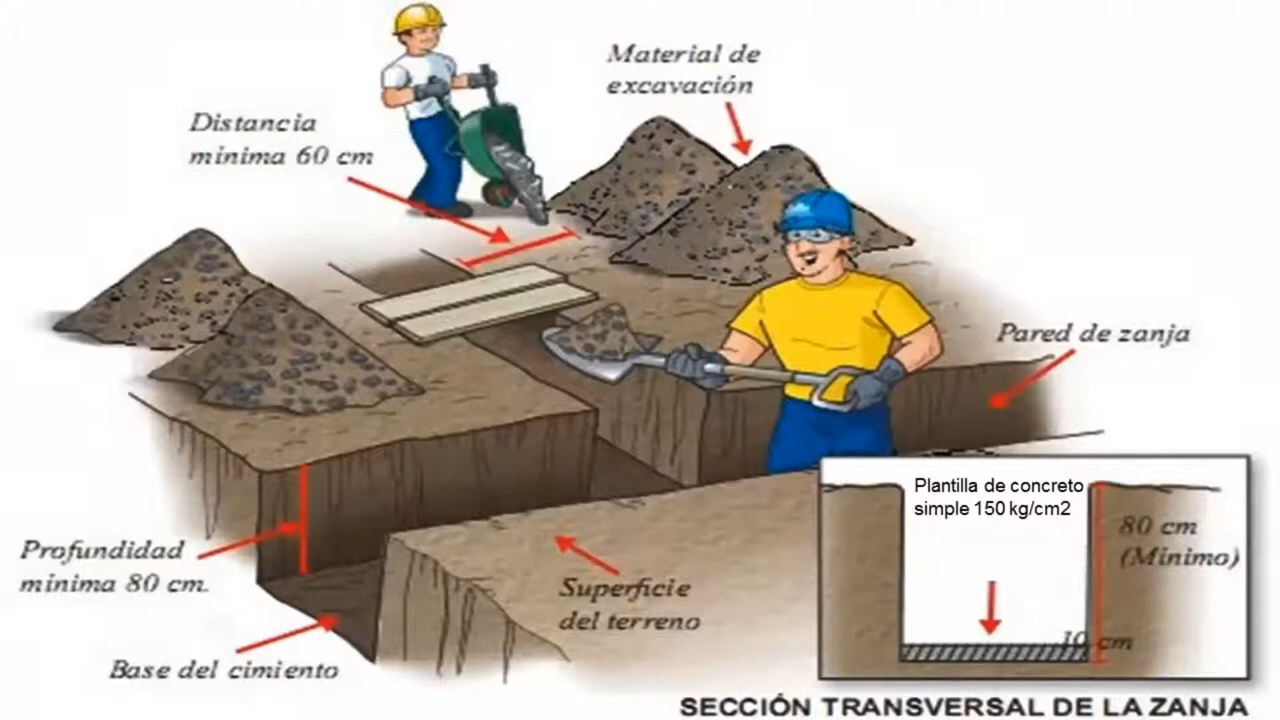 Material de
excavación
Distancia
mínima 60 cm
Pared de zanja
Plantilla de concreto
simple 150 kg/cm2
80 cm
(Mínimo)
10 cm
Profundidad
mínima 80 cm.
Superficie
del terreno
Base del cimiento
SECCIÓN TRANSVERSAL DE LA ZANJA